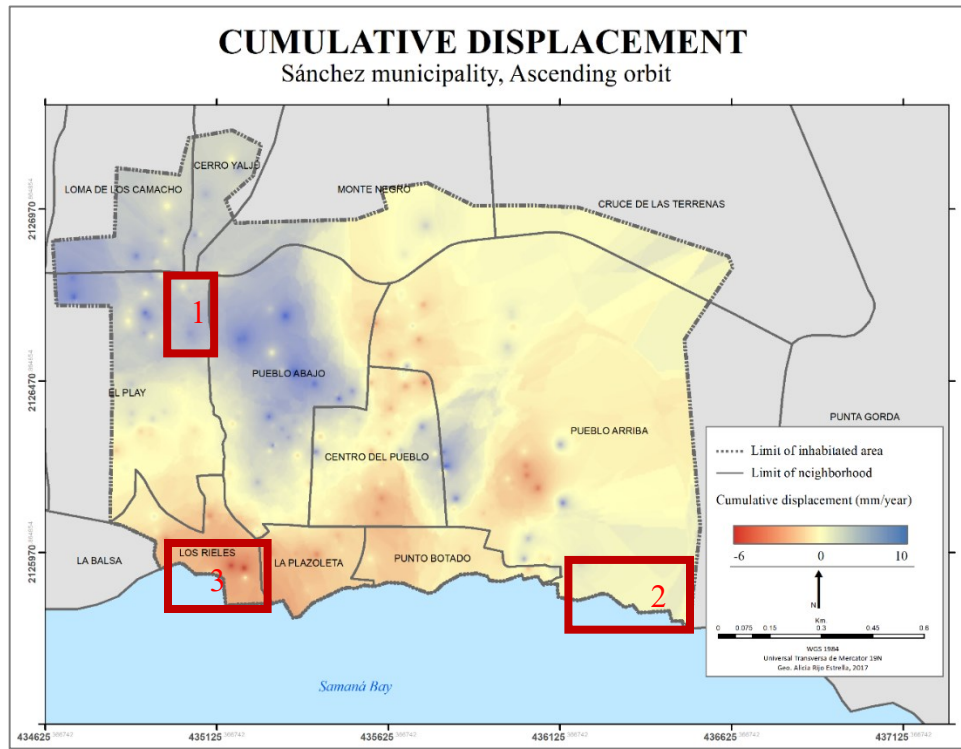 CUMULATIVE DISPLACEMENT
Sánchez municipality, Ascending orbit
CERRO YALJO
LOMA DE LOS CAMACHO
MONTE NEGRO
CRUCE DE LAS TERRENAS
2126970
1
PUEBLO ABAJO
2126470
EL PLAY
PUNTA GORDA
PUEBLO ARRIBA
CENTRO DEL PUEBLO
Limit of inhabitated area
Limit of neighborhood
Cumulative displacement (mm/year)
-6 0 10
N
Km
0 0.075 0.15 0.3 0.45 0.6
WGS 1984
Universal Transversa de Mercator 19N
Geo. Alicia Rijo Estrella, 2017
2125970
LA BALSA
LOS RIELES
LA PLAZOLETA
PUNTO BOTADO
3
2
Samaná Bay
434625 435125 435625 436125 436625 437125